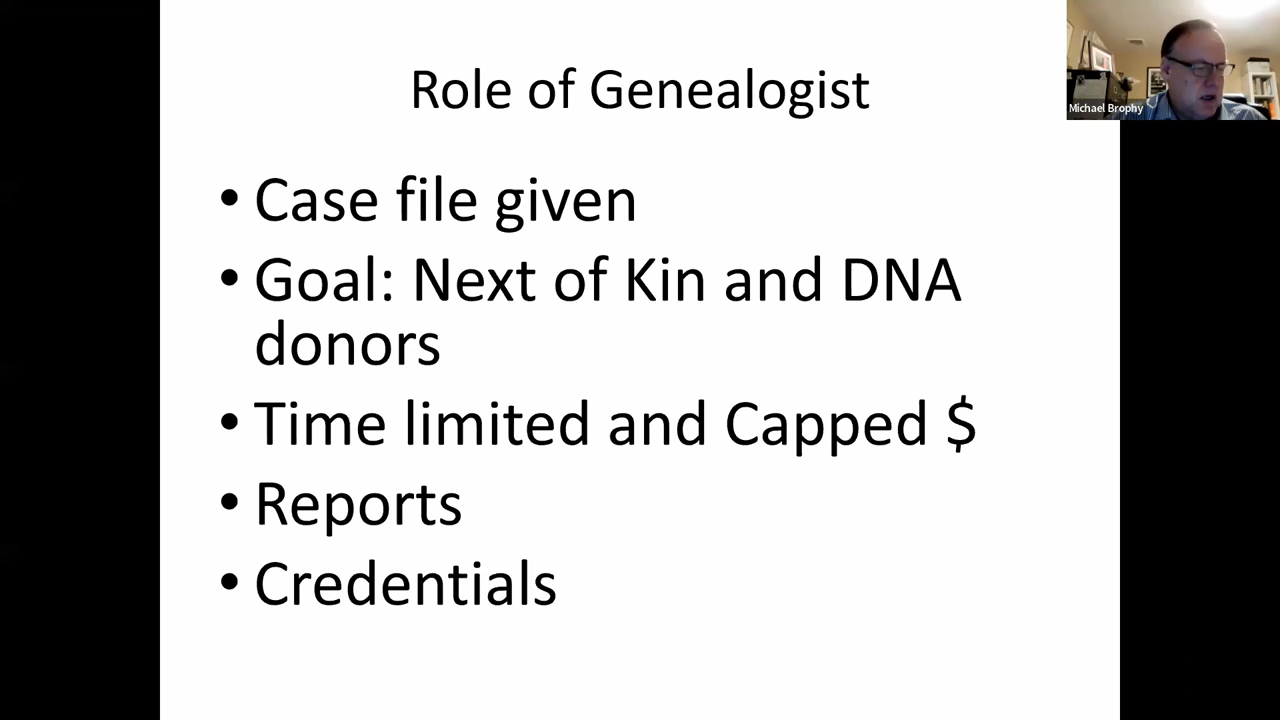 Role of Genealogist
Michael Brophy
• Case file given
• Goal: Next of Kin and DNA
donors
• Time limited and Capped $
• Reports
• Credentials